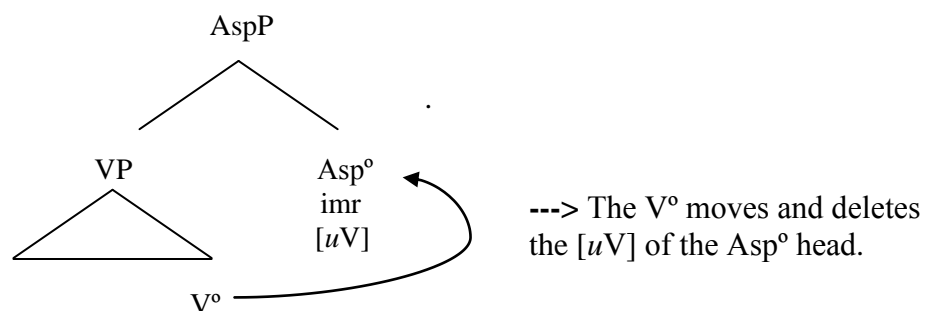 AspP
.
VP Aspº
imr
[uV]
---> The Vº moves and deletes
the [uV] of the Aspº head.
Vº